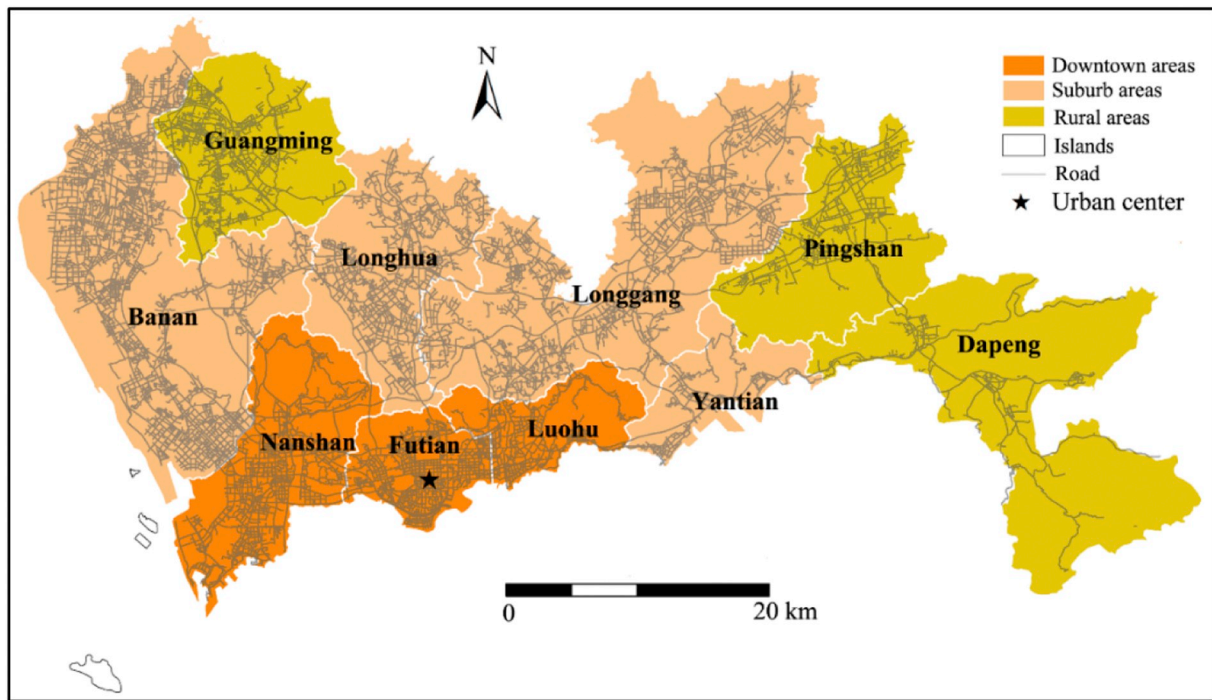 N
Downtown areas
Suburb areas
Rural areas
Islands
Road
Urban center
Guangming
Longhua
Pingshan
Longgang
Banan
Dapeng
Yantian
Nanshan
Futian
Luohu
0
20 km